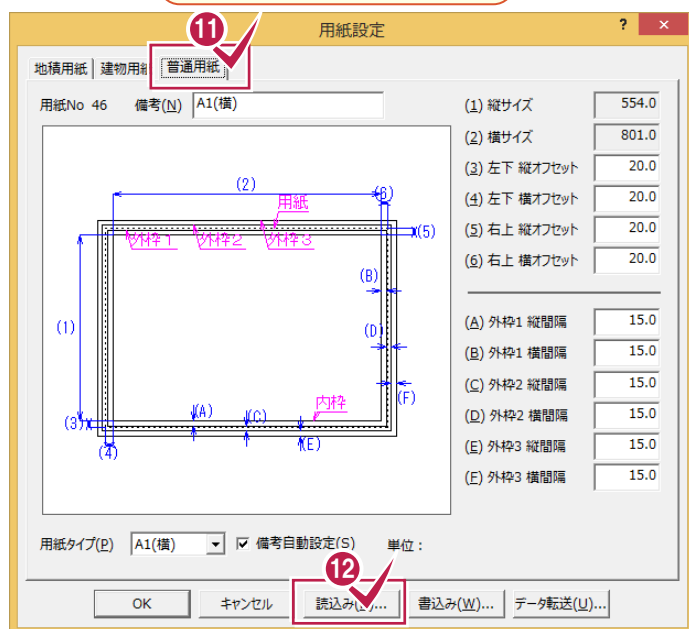 ⑪
用紙設定
?
×
地積用紙
建物用紙
普通用紙
用紙No 46
備考(N)
A1(横)
(1) 縦サイズ
554.0
(2) 横サイズ
801.0
(3) 左下 縦オフセット
20.0
(4) 左下 横オフセット
20.0
(5) 右上 縦オフセット
20.0
(6) 右上 横オフセット
20.0
(A) 外枠1 縦間隔
15.0
(B) 外枠1 横間隔
15.0
(C) 外枠2 縦間隔
15.0
(D) 外枠2 横間隔
15.0
(E) 外枠3 縦間隔
15.0
(F) 外枠3 横間隔
15.0
(2)
(6)
用紙
(5)
外枠1
外枠2
外枠3
(B)
(1)
(D)
(F)
内枠
(A)
(C)
(3)
(E)
(4)
用紙タイプ(P)
A1(横)
備考自動設定(S)
単位：
⑫
OK
キャンセル
読込み(
)...
書込み(W)...
データ転送(U)...